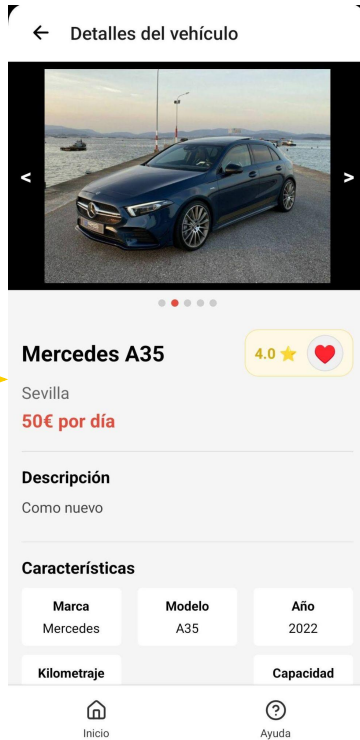 Detalles del vehículo
< >
Mercedes A35
4.0
Sevilla
50€ por día
Descripción
Como nuevo
Características
Marca Modelo Año
Mercedes A35 2022
Kilometraje Capacidad
Inicio Ayuda